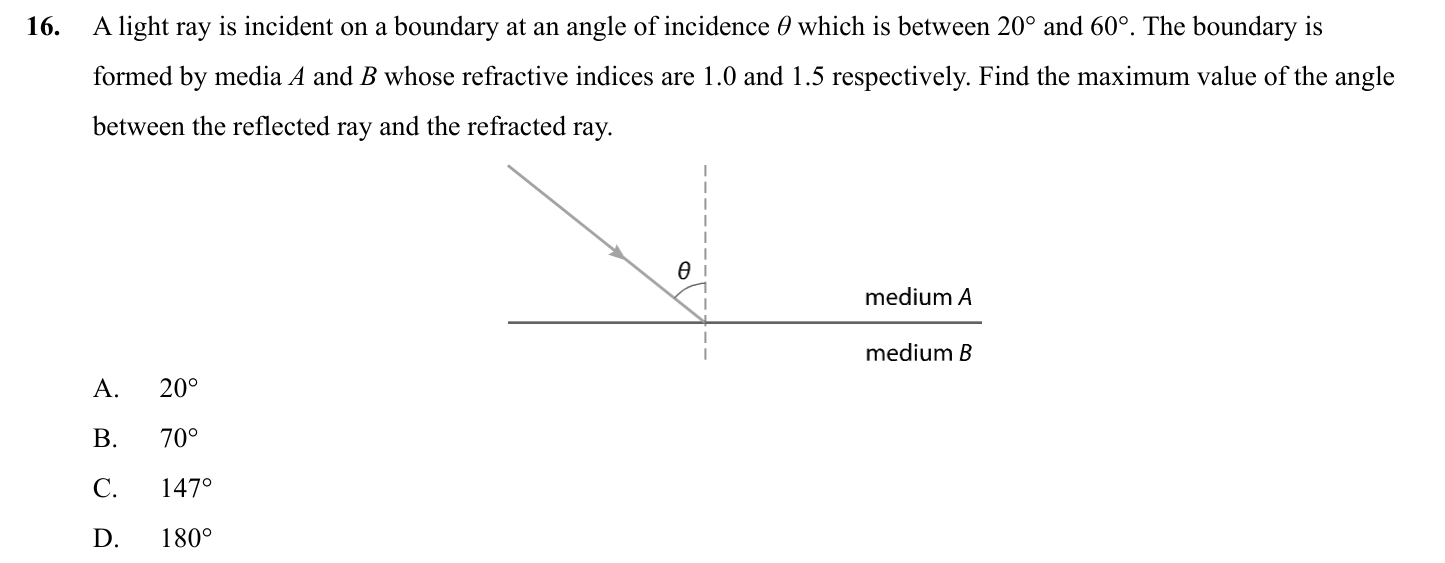 16. A light ray is incident on a boundary at an angle of incidence θ which is between 20° and 60°. The boundary is
formed by media A and B whose refractive indices are 1.0 and 1.5 respectively. Find the maximum value of the angle
between the reflected ray and the refracted ray.
θ
medium A
medium B
A. 20°
B. 70°
C. 147°
D. 180°